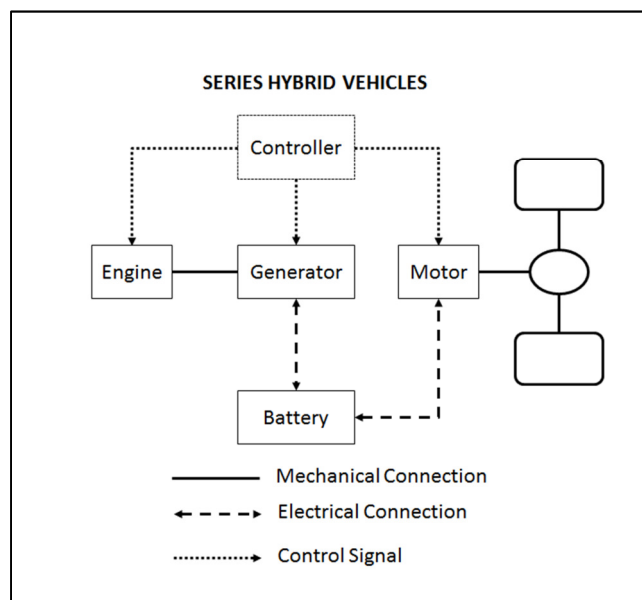 SERIES HYBRID VEHICLES
Controller
Engine
Generator
Motor
Battery
Mechanical Connection
Electrical Connection
Control Signal